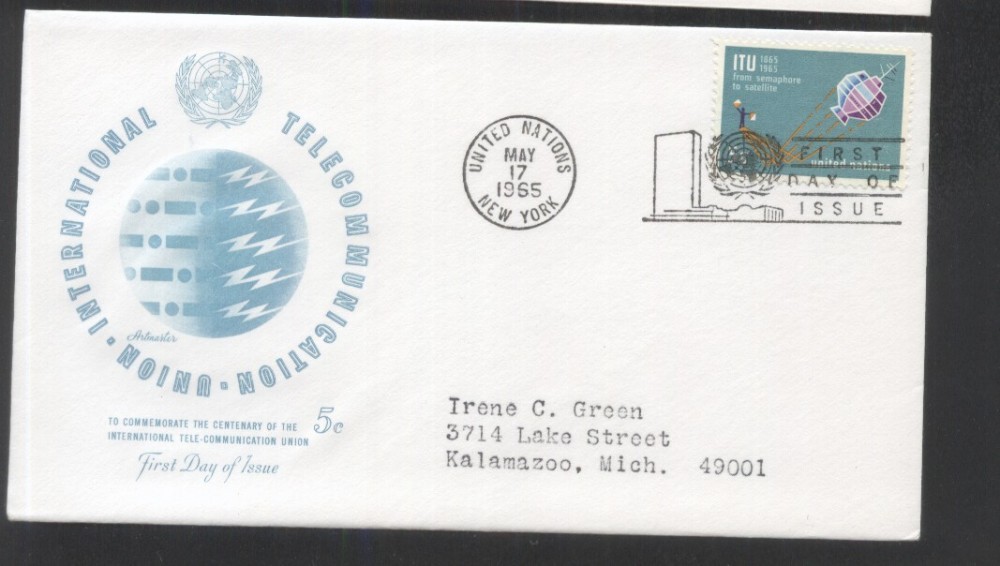 INTERNATIONAL TELECOMMUNICATION UNION
Artmaster
TO COMMEMORATE THE CENTENARY OF THE
INTERNATIONAL TELE-COMMUNICATION UNION
5c
First Day of Issue
UNITED NATIONS
MAY
17
1965
NEW YORK
ITU 1865
1965
from semaphore
to satellite
united nations
FIRST
DAY OF
ISSUE
Irene C. Green
3714 Lake Street
Kalamazoo, Mich. 49001